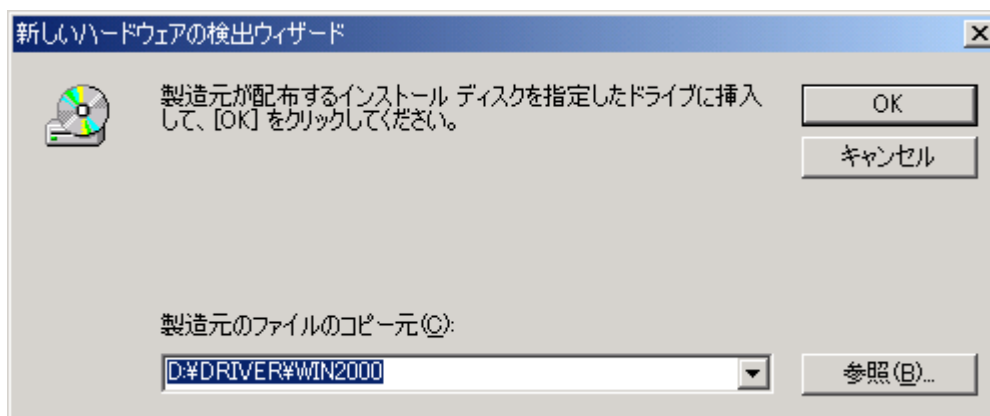 新しいハードウェアの検出ウィザード
製造元が配布するインストール ディスクを指定したドライブに挿入
して、[OK] をクリックしてください。
OK
キャンセル
製造元のファイルのコピー元(C):
D:¥DRIVER¥WIN2000
参照(B)...